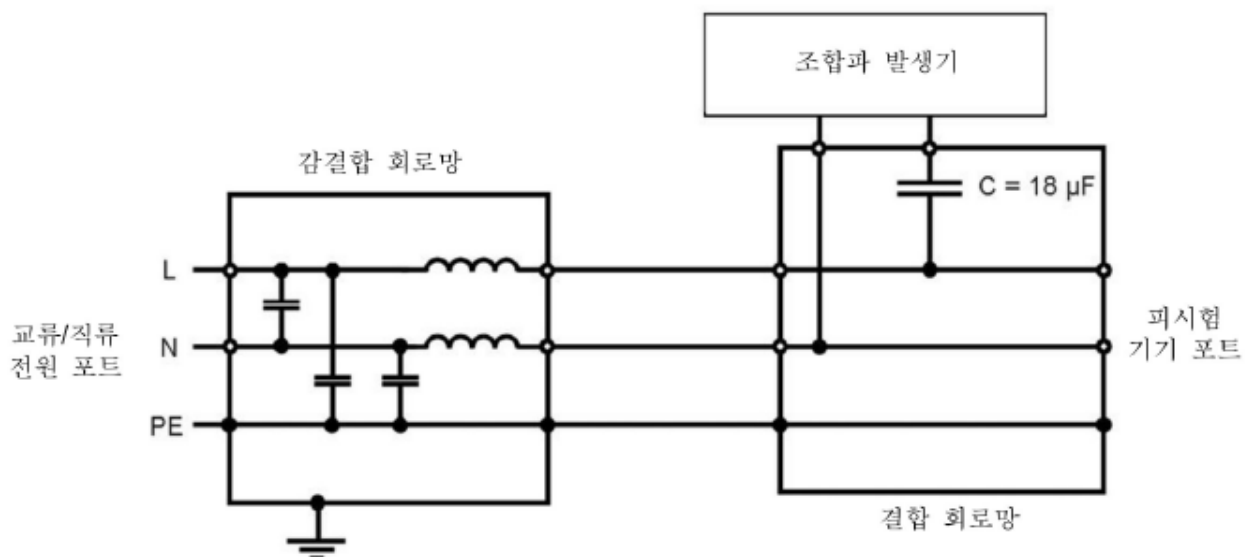 조합파 발생기
감결합 회로망
C = 18 μF
L
교류/직류
전원 포트
N
피시험
기기 포트
PE
결합 회로망